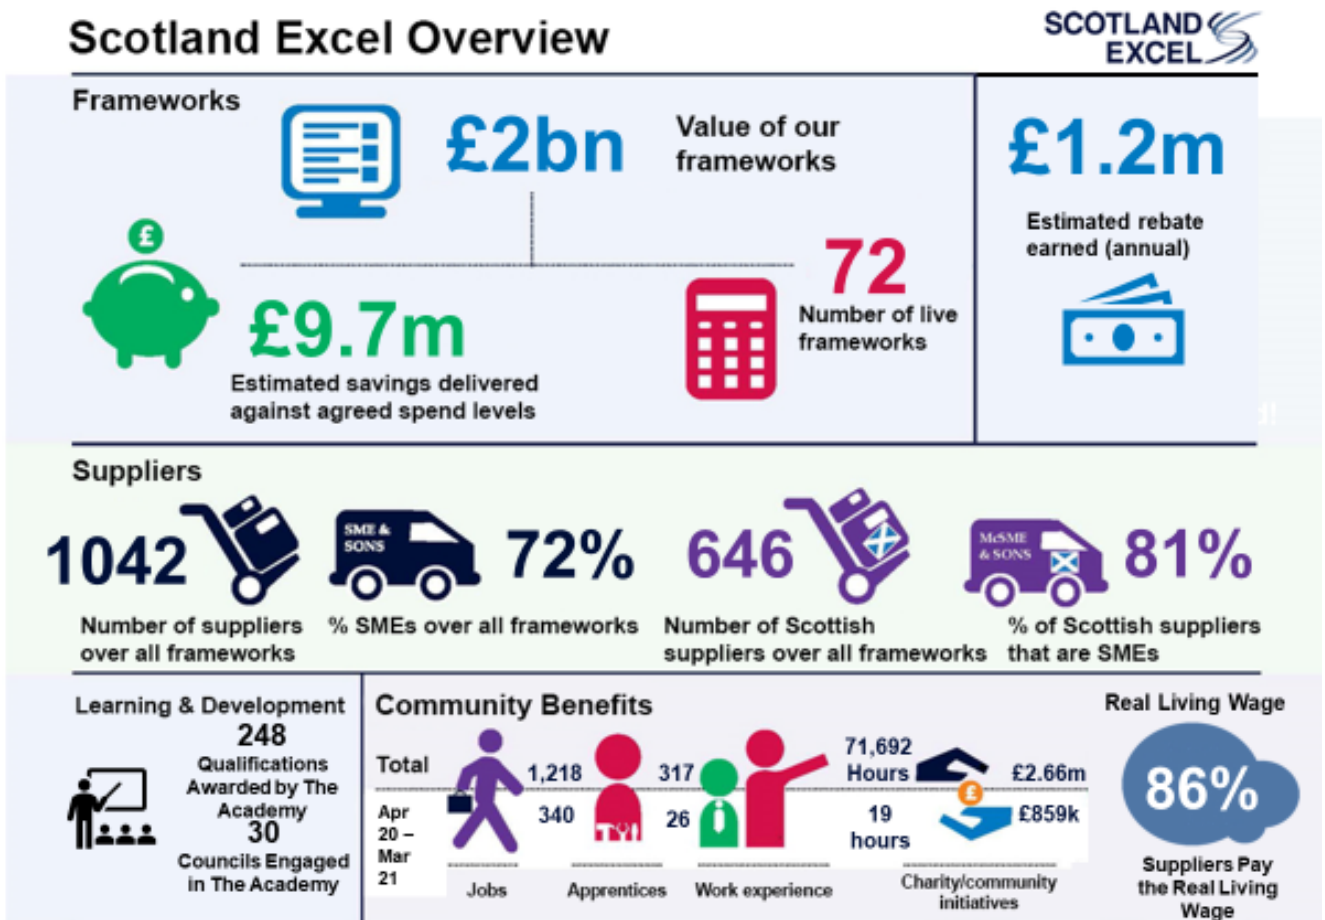 Scotland Excel Overview
SCOTLAND
EXCEL
Frameworks
£2bn
Value of our
frameworks
£1.2m
Estimated rebate
earned (annual)
£
£9.7m
Estimated savings delivered
against agreed spend levels
72
Number of live
frameworks
Suppliers
1042
Number of suppliers
over all frameworks
SME &
SONS
72%
% SMEs over all frameworks
646
Number of Scottish
suppliers over all frameworks
McSME
& SONS
81%
% of Scottish suppliers
that are SMEs
Learning & Development
248
Qualifications
Awarded by The
Academy
30
Councils Engaged
in The Academy
Community Benefits
Total
1,218
317
71,692
Hours
£2.66m
Apr
20 –
Mar
21
340
26
19
hours
£
£859k
Jobs
Apprentices
Work experience
Charity/community
initiatives
Real Living Wage
86%
Suppliers Pay
the Real Living
Wage